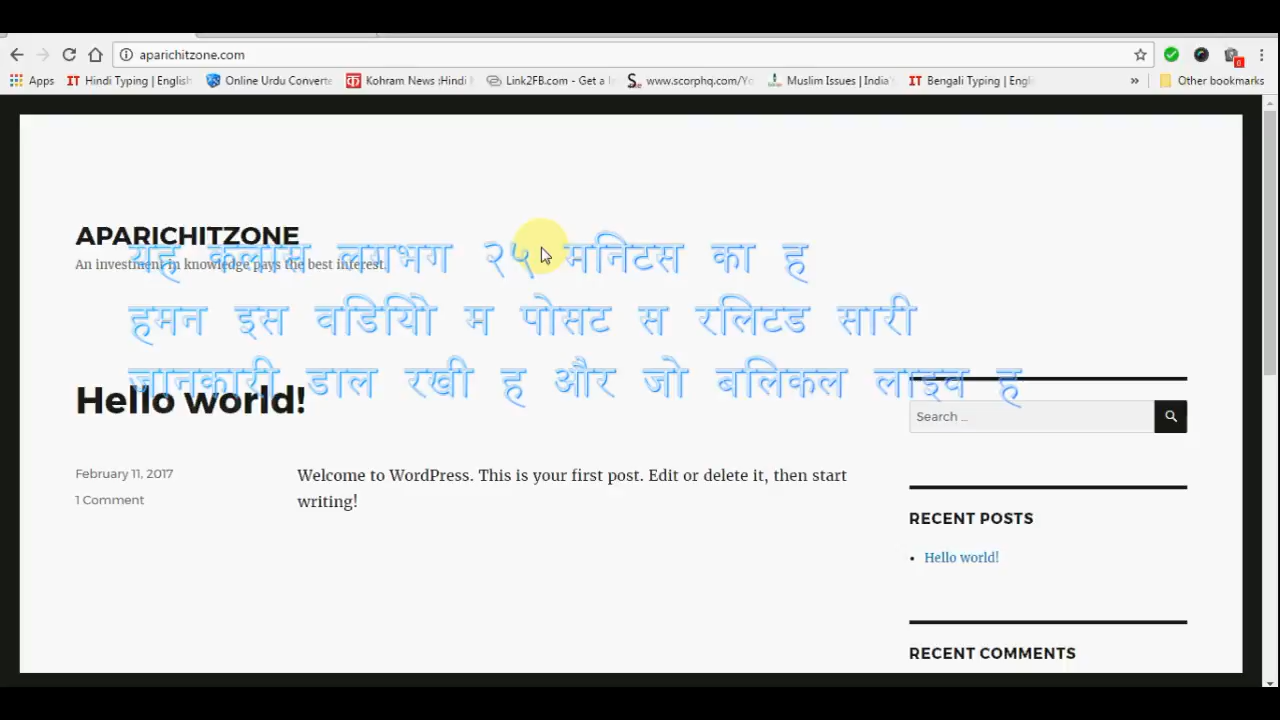 aparichitzone.com
Apps
Hindi Typing | English
Online Urdu Converte
Kohram News :Hindi
Link2FB.com - Get a l
www.scorphq.com/Yo
Muslim Issues | India'
Bengali Typing | Engl
»
Other bookmarks
APARICHITZONE
An investment in knowledge pays the best interest.
यह कलास लगभग २५ मनिटस का ह
हमन इस वडियिो म पोसट स रलिटड सारी
जानकारी डाल रखी ह और जो बलिकल लाइव ह
Hello world!
Search …
February 11, 2017
1 Comment
Welcome to WordPress. This is your first post. Edit or delete it, then start
writing!
RECENT POSTS
Hello world!
RECENT COMMENTS